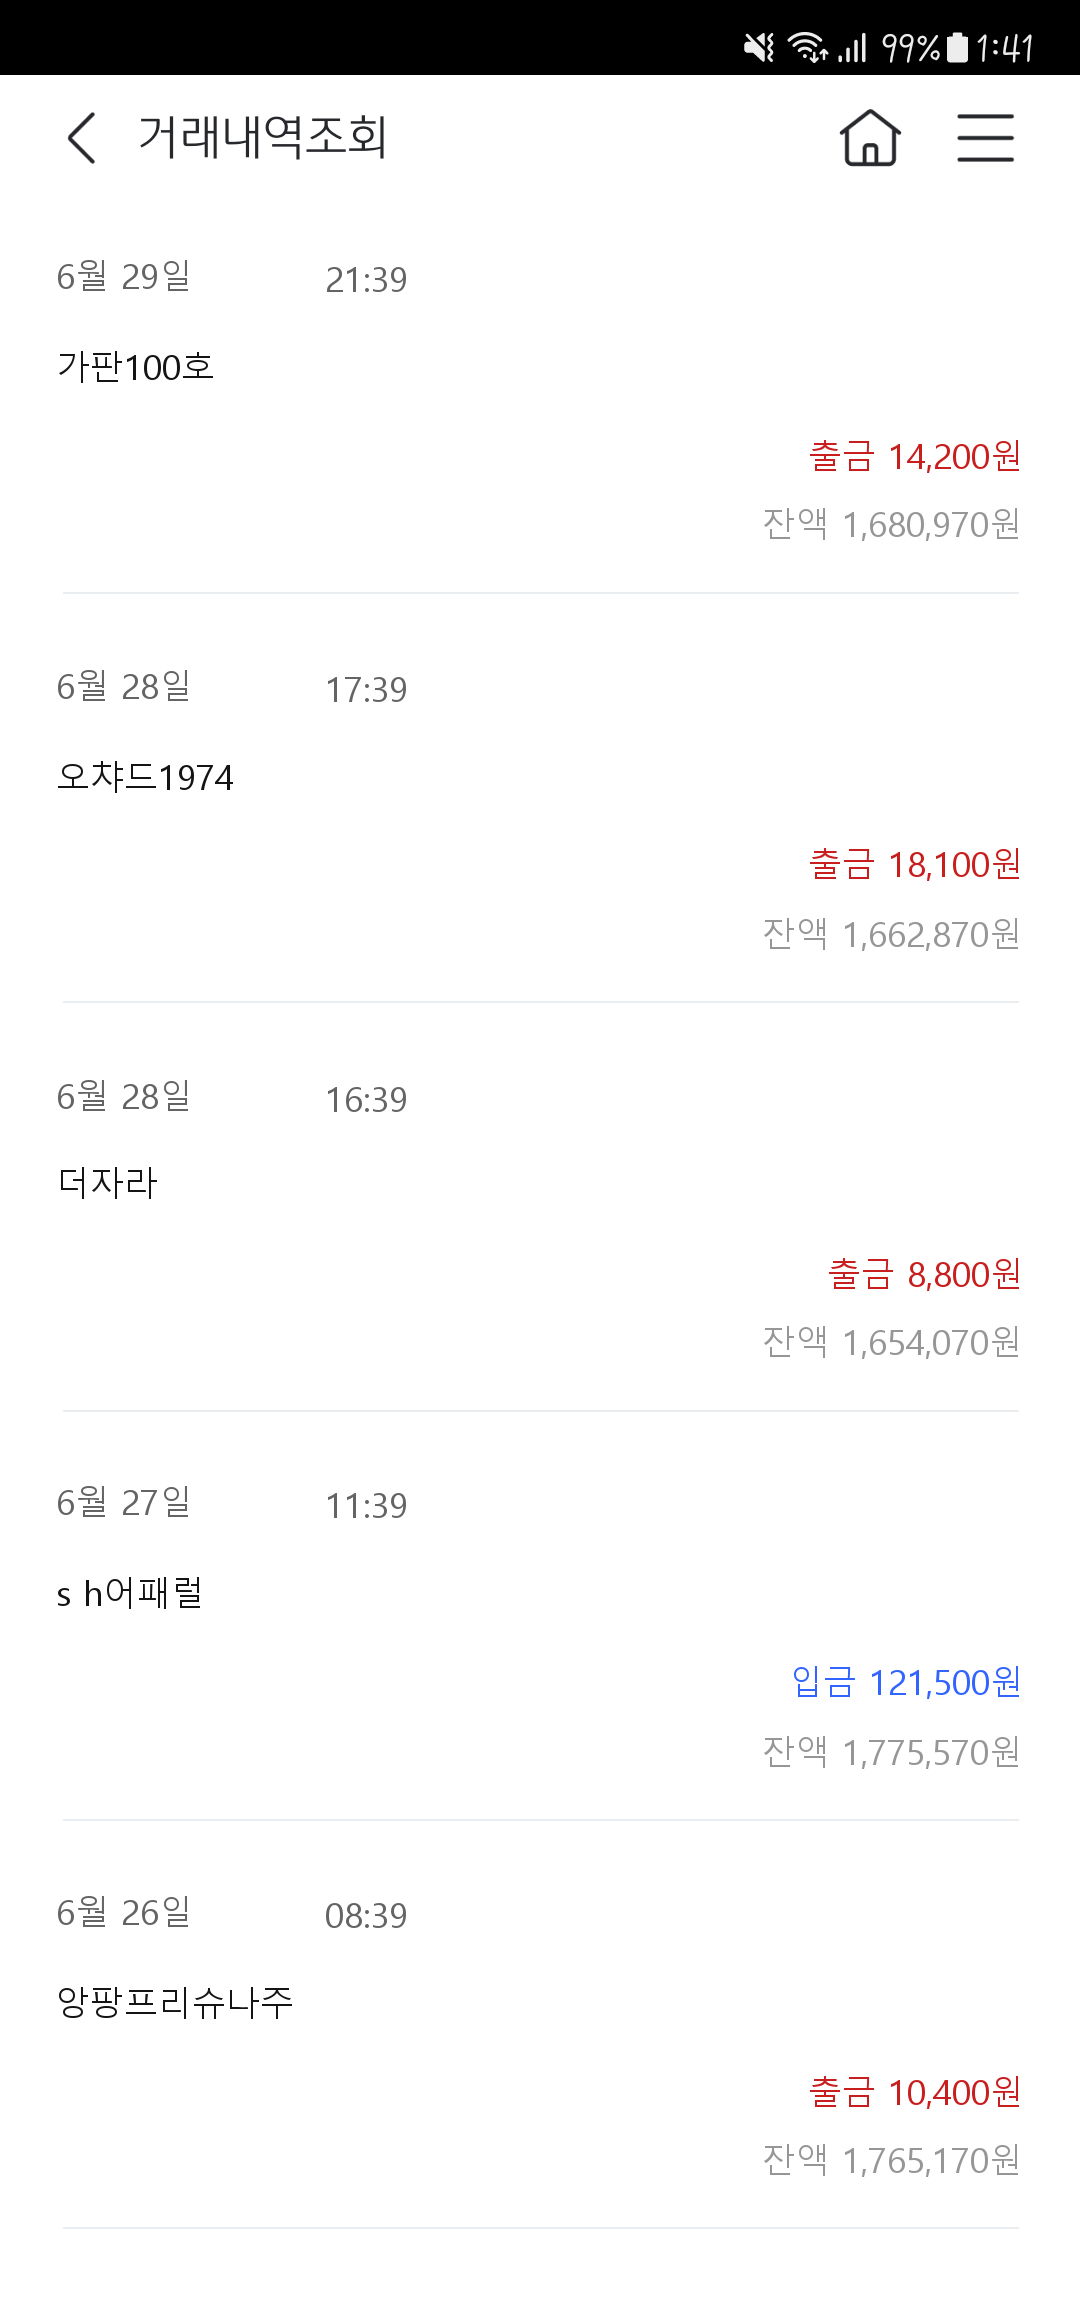 99% 1:41
거래내역조회
6월 29일 21:39
가판100호
출금 14,200원
잔액 1,680,970원
6월 28일 17:39
오챠드1974
출금 18,100원
잔액 1,662,870원
6월 28일 16:39
더자라
출금 8,800원
잔액 1,654,070원
6월 27일 11:39
s h어패럴
입금 121,500원
잔액 1,775,570원
6월 26일 08:39
앙팡프리슈나주
출금 10,400원
잔액 1,765,170원